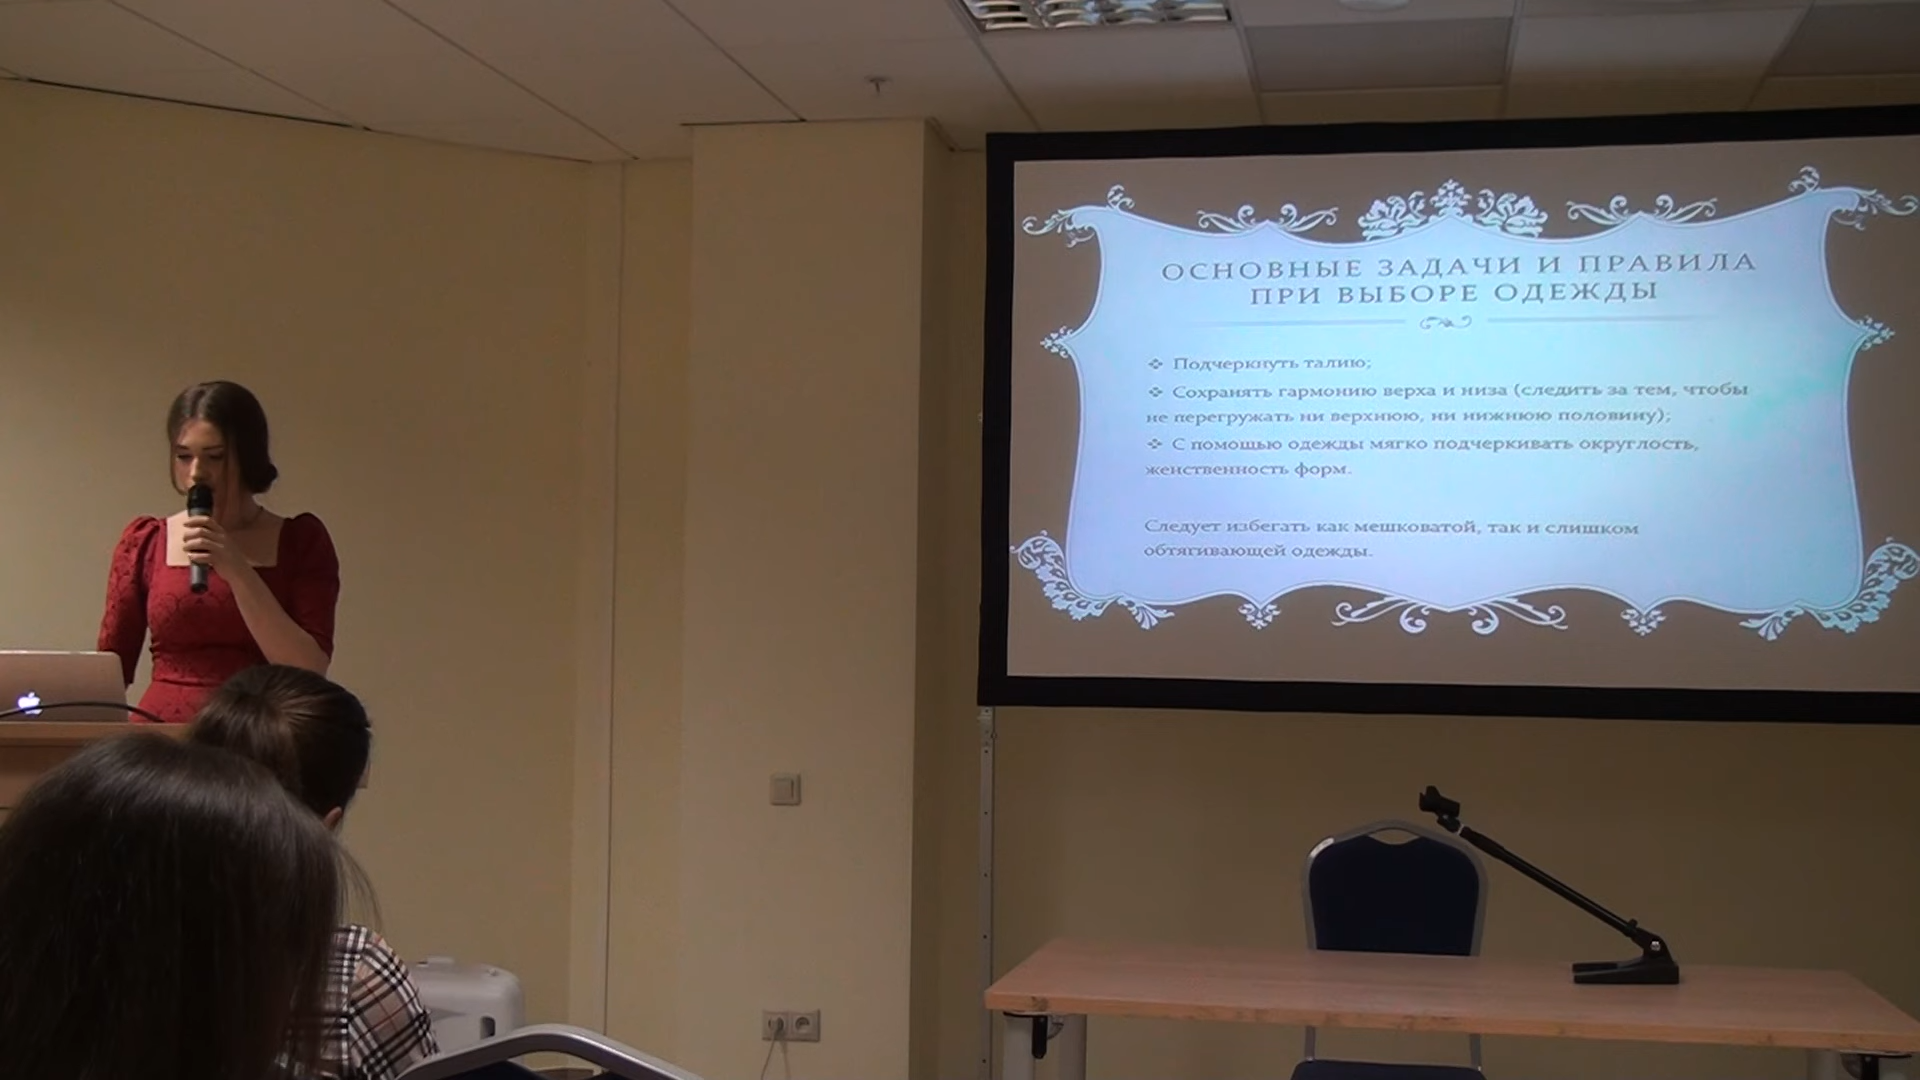 ОСНОВНЫЕ ЗАДАЧИ И ПРАВИЛА
ПРИ ВЫБОРЕ ОДЕЖДЫ
❖ Подчеркнуть талию;
❖ Сохранять гармонию верха и низа (следить за тем, чтобы
не перегружать ни верхнюю, ни нижнюю половину);
❖ С помощью одежды мягко подчеркивать округлость,
женственность форм.
Следует избегать как мешковатой, так и слишком
обтягивающей одежды.